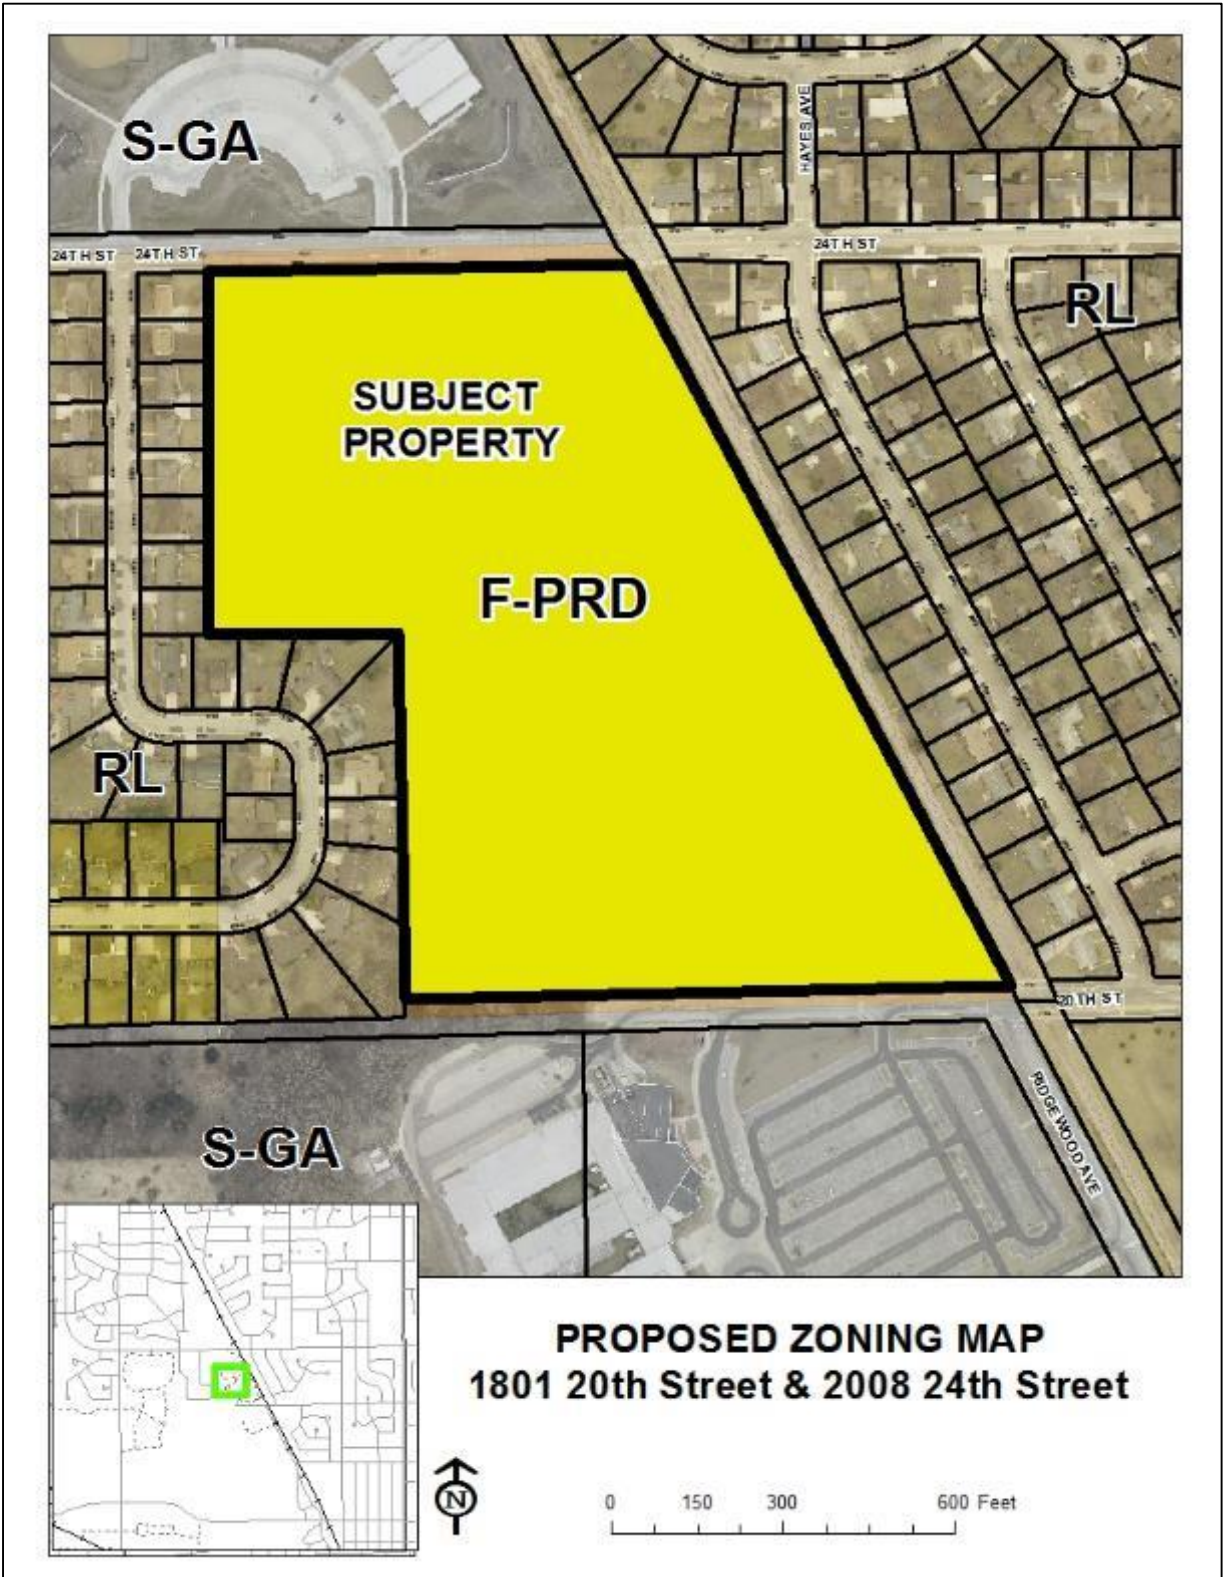 S-GA
HAYES AVE
24TH ST
24TH ST
24TH ST
RL
SUBJECT
PROPERTY
F-PRD
RL
20TH ST
RIDGEWOOD AVE
S-GA
PROPOSED ZONING MAP
1801 20th Street & 2008 24th Street
N
0 150 300 600 Feet